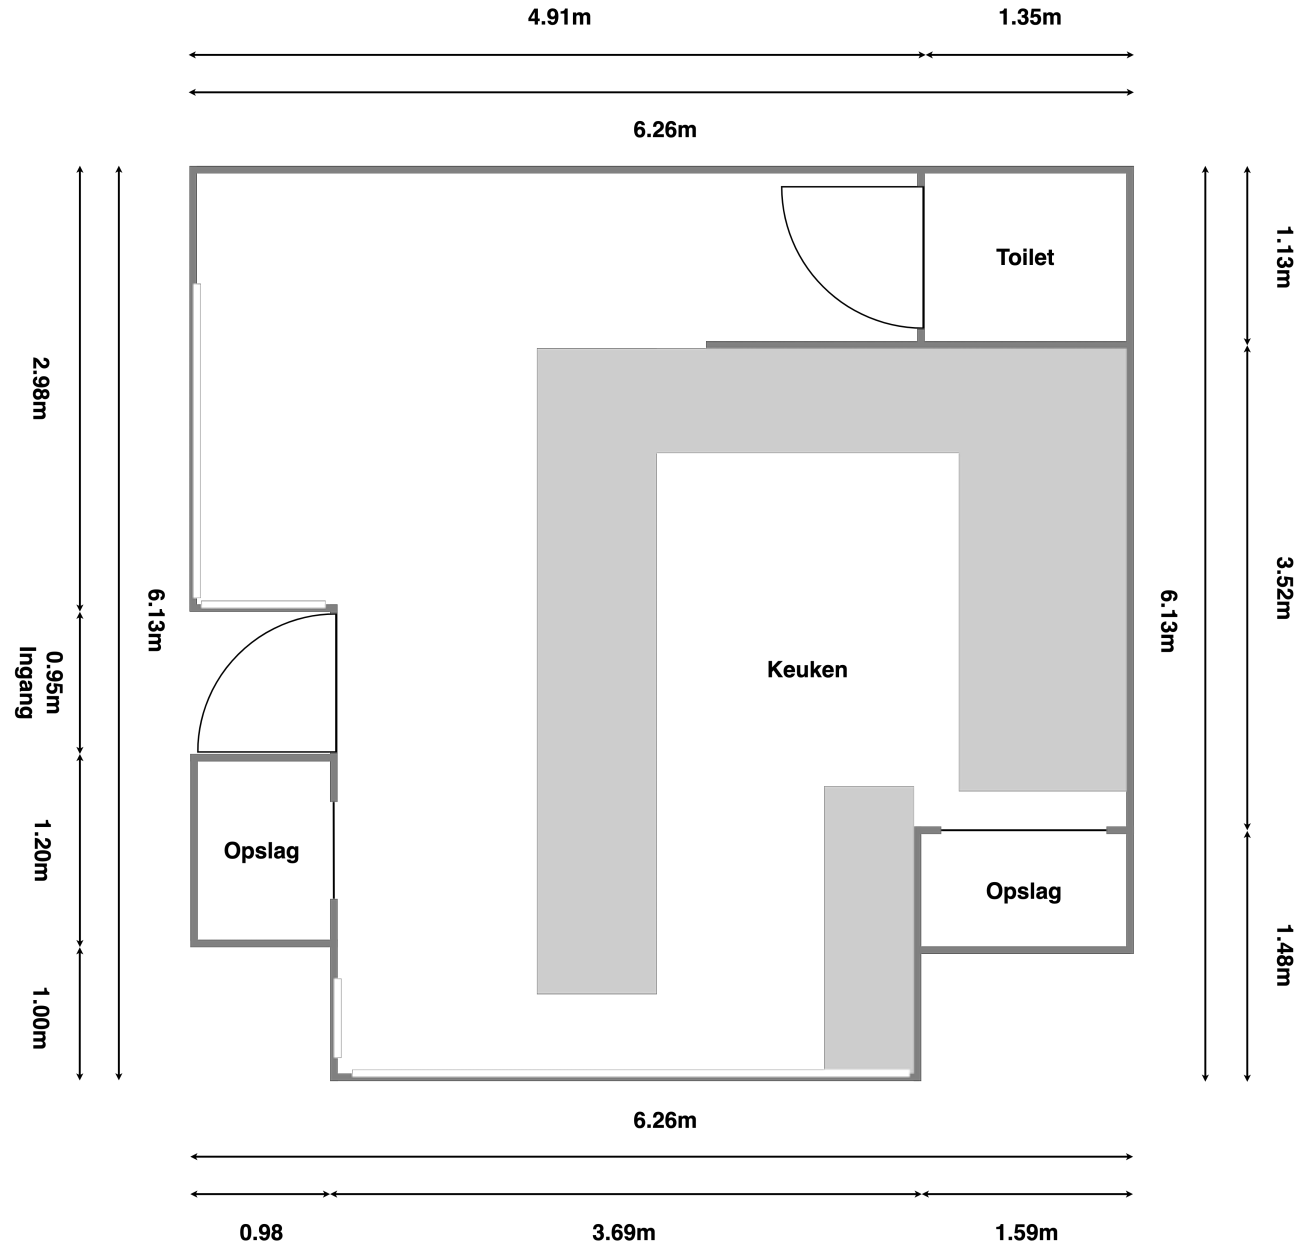 4.91m
1.35m
6.26m
Toilet
1.13m
2.98m
6.13m
0.95m
Ingang
Keuken
6.13m
3.52m
1.20m
Opslag
Opslag
1.48m
1.00m
6.26m
0.98
3.69m
1.59m